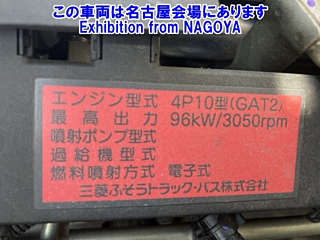 この車両は名古屋会場にあります
Exhibition from NAGOYA
エンジン型式 4P10型(GAT2)
最高出力 96kW/3050rpm
噴射ポンプ型式
過給機型式
燃料噴射方式 電子式
三菱ふそうトラック・バス株式会社